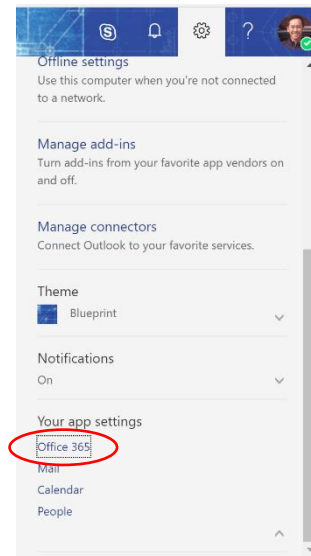 S
?
Offline settings
Use this computer when you're not connected
to a network.
Manage add-ins
Turn add-ins from your favorite app vendors on
and off.
Manage connectors
Connect Outlook to your favorite services.
Theme
Blueprint
Notifications
On
Your app settings
Office 365
Mail
Calendar
People